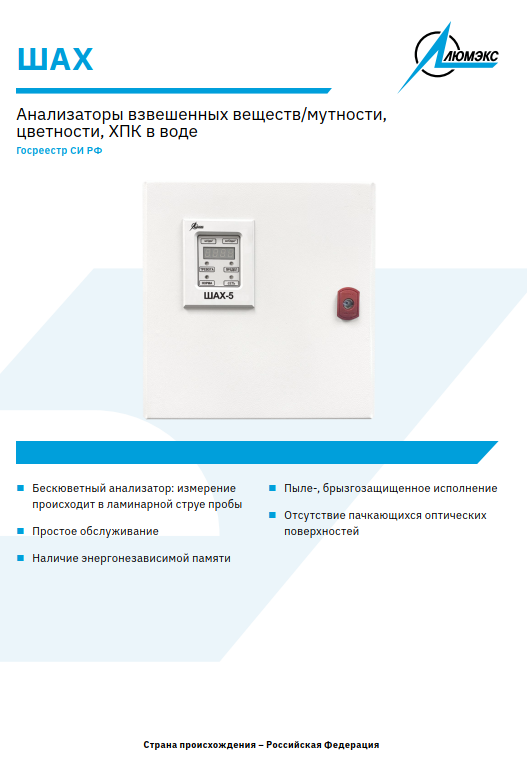 ШАХ
ЛЮМЭКС
Анализаторы взвешенных веществ/мутности,
цветности, ХПК в воде
Госреестр СИ РФ
ШАХ-5
Бескюветный анализатор: измерение
происходит в ламинарной струе пробы
Простое обслуживание
Наличие энергонезависимой памяти
Пыле-, брызгозащищенное исполнение
Отсутствие пачкающихся оптических
поверхностей
Страна происхождения – Российская Федерация